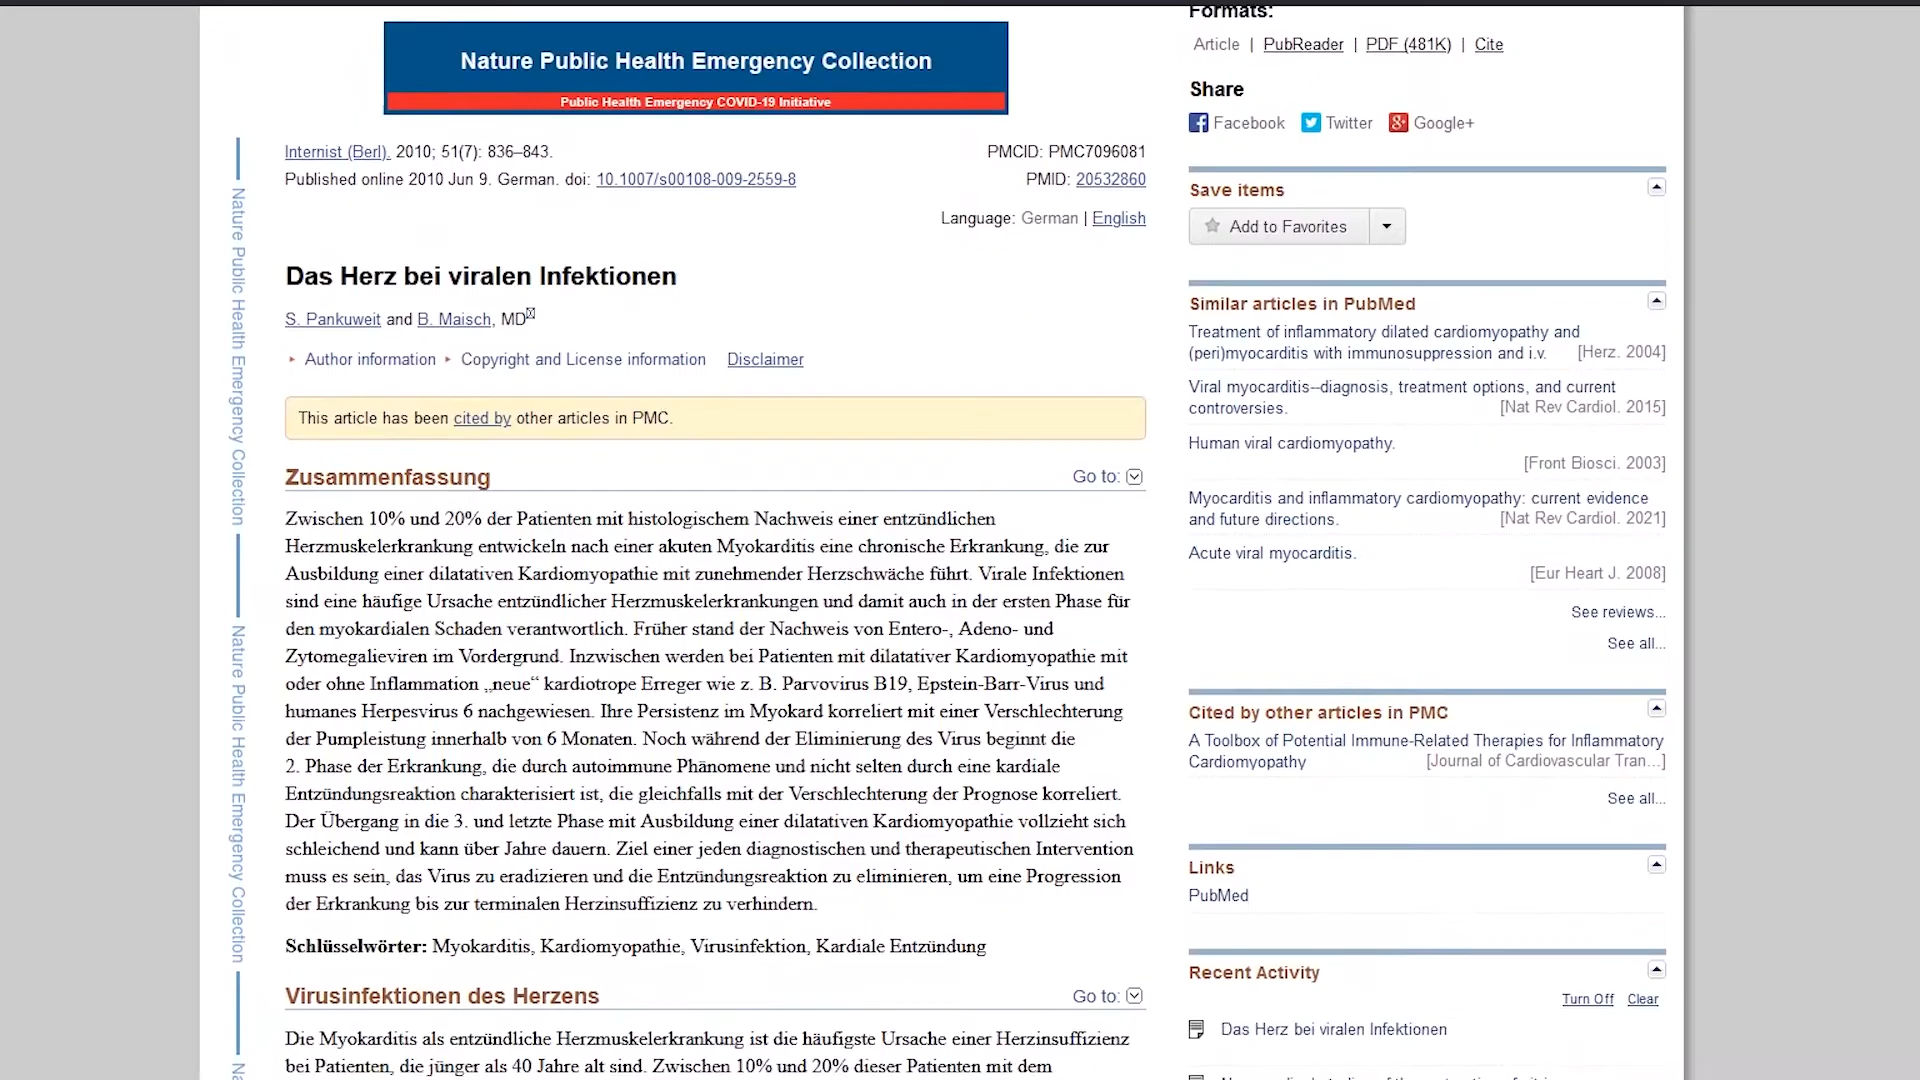 Nature Public Health Emergency Collection
Public Health Emergency COVID-19 Initiative
Internist (Berl). 2010; 51(7): 836–843.
PMCID: PMC7096081
Published online 2010 Jun 9. German. doi: 10.1007/s00108-009-2559-8
PMID: 20532860
Language: German | English
Das Herz bei viralen Infektionen
S. Pankuweit and B. Maisch, MD
Author information
Copyright and License information
Disclaimer
This article has been cited by other articles in PMC.
Zusammenfassung
Go to:
Zwischen 10% und 20% der Patienten mit histologischem Nachweis einer entzündlichen
Herzmuskelerkrankung entwickeln nach einer akuten Myokarditis eine chronische Erkrankung, die zur
Ausbildung einer dilatativen Kardiomyopathie mit zunehmender Herzschwäche führt. Virale Infektionen
sind eine häufige Ursache entzündlicher Herzmuskelerkrankungen und damit auch in der ersten Phase für
den myokardialen Schaden verantwortlich. Früher stand der Nachweis von Entero-, Adeno- und
Zytomegalieviren im Vordergrund. Inzwischen werden bei Patienten mit dilatativer Kardiomyopathie mit
oder ohne Inflammation „neue“ kardiotrope Erreger wie z. B. Parvovirus B19, Epstein-Barr-Virus und
humanes Herpesvirus 6 nachgewiesen. Ihre Persistenz im Myokard korreliert mit einer Verschlechterung
der Pumpleistung innerhalb von 6 Monaten. Noch während der Eliminierung des Virus beginnt die
2. Phase der Erkrankung, die durch autoimmune Phänomene und nicht selten durch eine kardiale
Entzündungsreaktion charakterisiert ist, die gleichfalls mit der Verschlechterung der Prognose korreliert.
Der Übergang in die 3. und letzte Phase mit Ausbildung einer dilatativen Kardiomyopathie vollzieht sich
schleichend und kann über Jahre dauern. Ziel einer jeden diagnostischen und therapeutischen Intervention
muss es sein, das Virus zu eradizieren und die Entzündungsreaktion zu eliminieren, um eine Progression
der Erkrankung bis zur terminalen Herzinsuffizienz zu verhindern.
Schlüsselwörter: Myokarditis, Kardiomyopathie, Virusinfektion, Kardiale Entzündung
Virusinfektionen des Herzens
Go to:
Die Myokarditis als entzündliche Herzmuskelerkrankung ist die häufigste Ursache einer Herzinsuffizienz
bei Patienten, die jünger als 40 Jahre alt sind. Zwischen 10% und 20% dieser Patienten mit dem
Nature Public Health Emergency Collection
Nature Public Health Emergency Collection
Na
Formats:
Article | PubReader | PDF (481K) | Cite
Share
Facebook Twitter Google+
Save items
Add to Favorites
Similar articles in PubMed
Treatment of inflammatory dilated cardiomyopathy and
(peri)myocarditis with immunosuppression and i.v. [Herz. 2004]
Viral myocarditis--diagnosis, treatment options, and current
controversies. [Nat Rev Cardiol. 2015]
Human viral cardiomyopathy.
[Front Biosci. 2003]
Myocarditis and inflammatory cardiomyopathy: current evidence
and future directions. [Nat Rev Cardiol. 2021]
Acute viral myocarditis.
[Eur Heart J. 2008]
See reviews...
See all...
Cited by other articles in PMC
A Toolbox of Potential Immune-Related Therapies for Inflammatory
Cardiomyopathy [Journal of Cardiovascular Tran...]
See all...
Links
PubMed
Recent Activity
Turn Off Clear
Das Herz bei viralen Infektionen